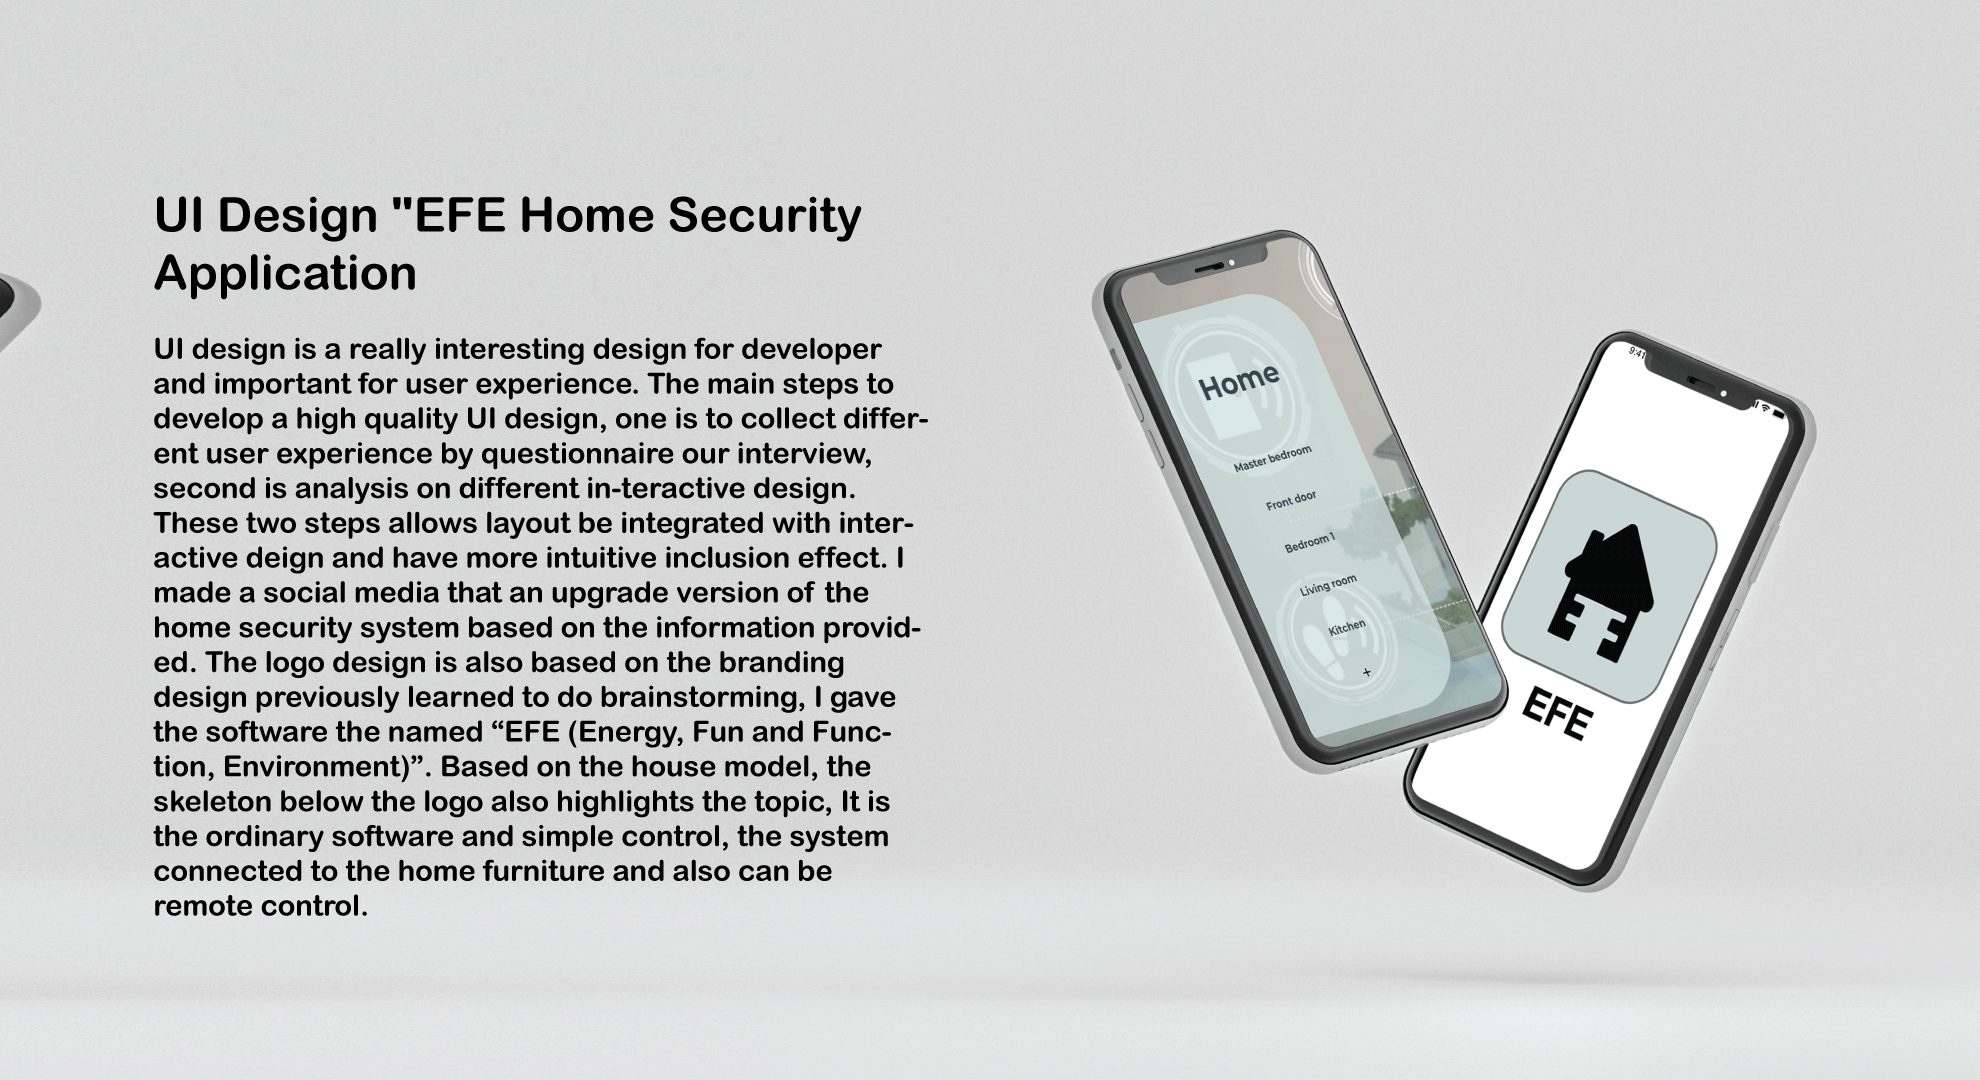 UI Design "EFE Home Security
Application
UI design is a really interesting design for developer
and important for user experience. The main steps to
develop a high quality UI design, one is to collect differ-
ent user experience by questionnaire our interview,
second is analysis on different in-teractive design.
These two steps allows layout be integrated with inter-
active deign and have more intuitive inclusion effect. I
made a social media that an upgrade version of the
home security system based on the information provid-
ed. The logo design is also based on the branding
design previously learned to do brainstorming, I gave
the software the named “EFE (Energy, Fun and Func-
tion, Environment)”. Based on the house model, the
skeleton below the logo also highlights the topic, It is
the ordinary software and simple control, the system
connected to the home furniture and also can be
remote control.
Home
Master bedroom
Front door
Bedroom 1
Living room
Kitchen
+
9:41
EFE